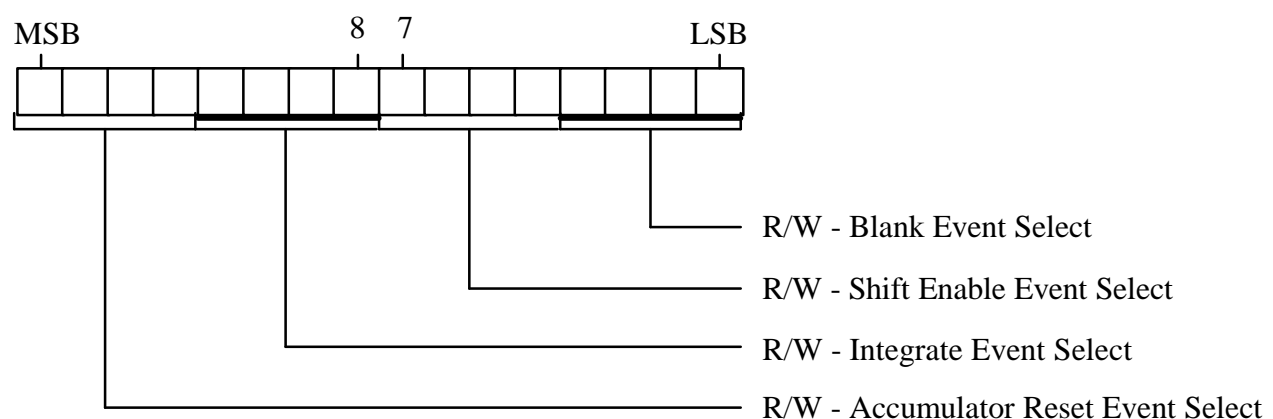 MSB 8 7 LSB
R/W - Blank Event Select
R/W - Shift Enable Event Select
R/W - Integrate Event Select
R/W - Accumulator Reset Event Select